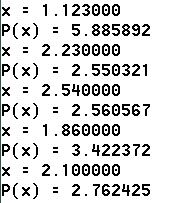 x = 1.123000
P(x) = 5.885892
x = 2.230000
P(x) = 2.550321
x = 2.540000
P(x) = 2.560567
x = 1.860000
P(x) = 3.422372
x = 2.100000
P(x) = 2.762425